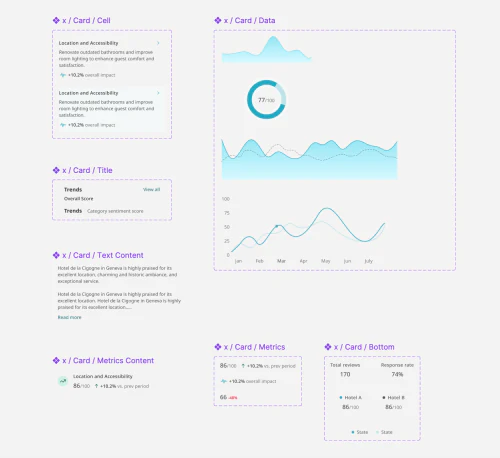 x / Card / Cell
Location and Accessibility
Renovate outdated bathrooms and improve
room lighting to enhance guest comfort and
satisfaction.
+10.2% overall impact
Location and Accessibility
Renovate outdated bathrooms and improve
room lighting to enhance guest comfort and
satisfaction.
+10.2% overall impact
x / Card / Title
Trends View all
Overall Score
Trends Category sentiment score
x / Card / Text Content
Hotel de la Cigogne in Geneva is highly praised for its
excellent location, charming and historic ambiance, and
exceptional service.
Hotel de la Cigogne in Geneva is highly praised for its
excellent location. Hotel de la Cigogne in Geneva is highly
praised for its excellent location,...
Read more
x / Card / Metrics Content
Location and Accessibility
86/100 +10.2% vs. prev period
x / Card / Data
77/100
100
75
50
25
0
Jan Feb Mar Apr May Jun July
x / Card / Metrics
86/100 +10.2% vs. prev period
+10.2% overall impact
66
x / Card / Bottom
Total reviews Response rate
170 74%
Hotel A Hotel B
86/100 86/100
State State